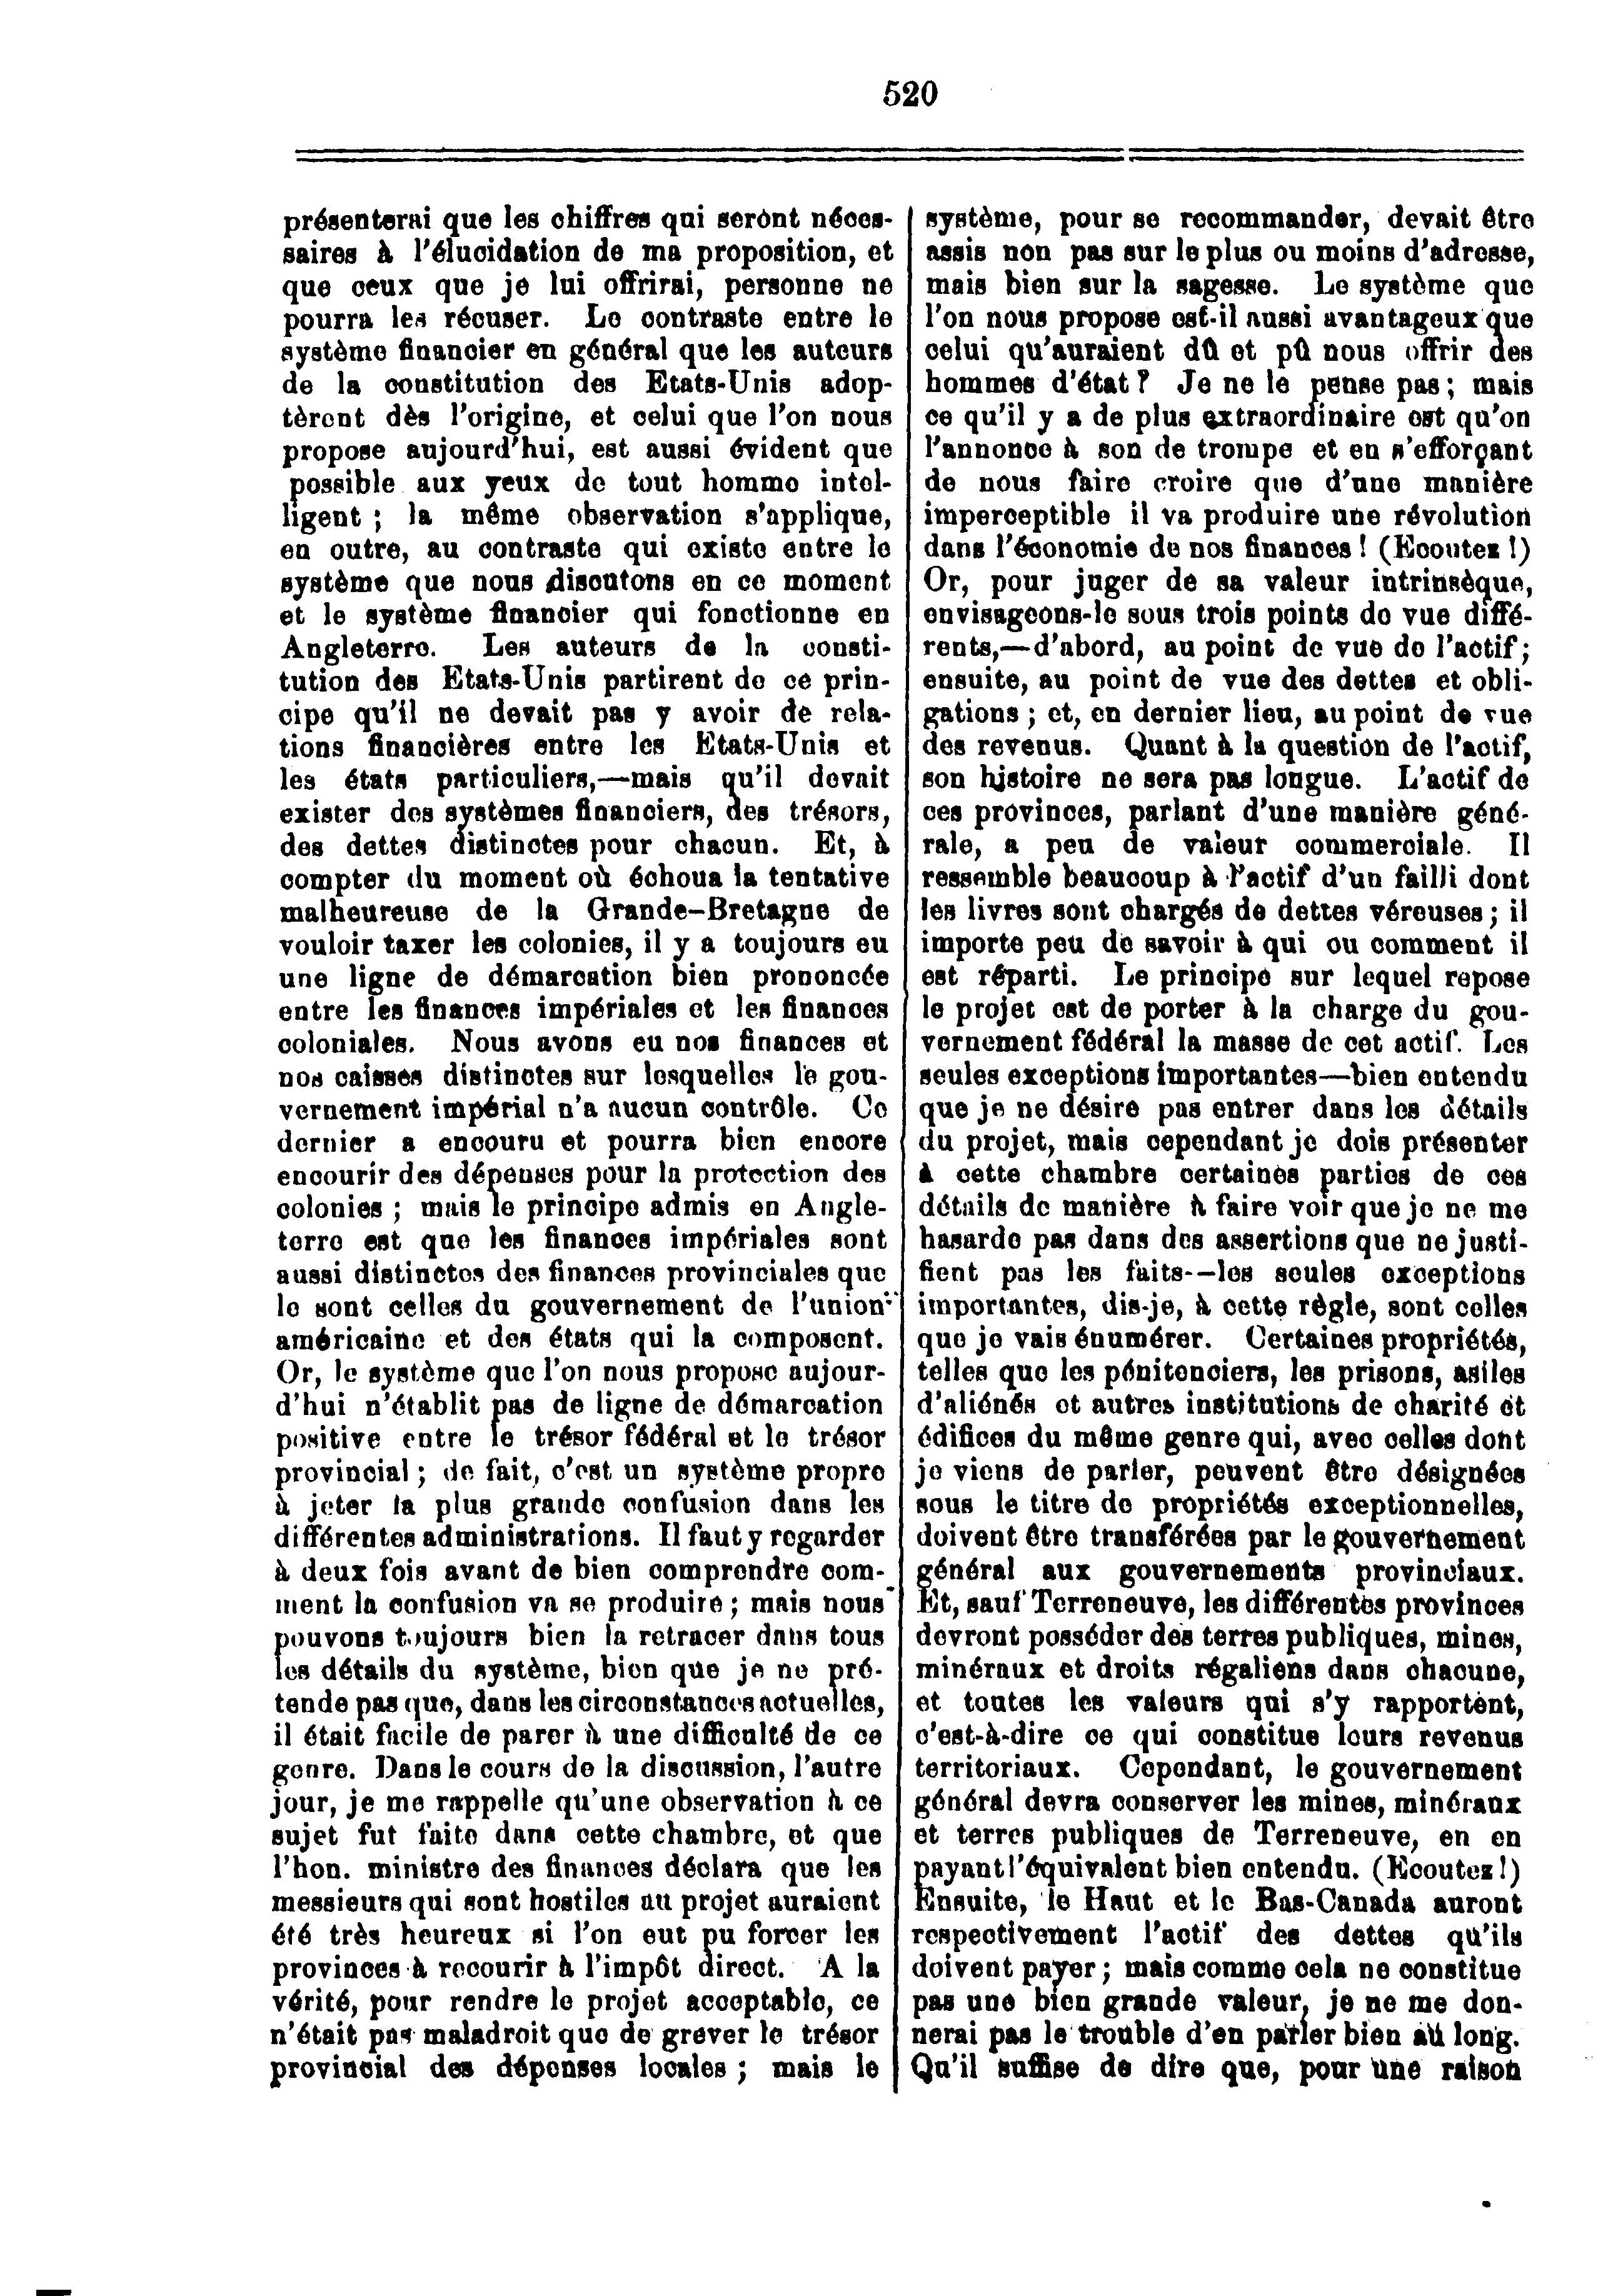 520
présenterai que les chiffres qui seront néces-
saires à l'élucidation de ma proposition, et
que ceux que je lui offrirai, personne ne
pourra les récuser. Le contraste entre le
système financier en général que les auteurs
de la constitution des Etats-Unis adop-
tèrent dès l'origine, et celui que l'on nous
propose aujourd'hui, est aussi évident que
possible aux yeux de tout homme intel-
ligent ; la même observation s'applique,
en outre, au contraste qui existe entre le
système que nous discutons en ce moment
et le système financier qui fonctionne en
Angleterre. Les auteurs de la consti-
tution des Etats-Unis partirent de ce prin-
cipe qu'il ne devait pas y avoir de rela-
tions financières entre les Etats-Unis et
les états particuliers,—mais qu'il devait
exister des systèmes financiers, des trésors,
des dettes distinctes pour chacun. Et, à
compter du moment où échoua la tentative
malheureuse de la Grande-Bretagne de
vouloir taxer les colonies, il y a toujours eu
une ligne de démarcation bien prononcée
entre les finances impériales et les finances
coloniales. Nous avons eu nos finances et
nos caisses distinctes sur lesquelles le gou-
vernement impérial n'a aucun contrôle. Ce
dernier a encouru et pourra bien encore
encourir des dépenses pour la protection des
colonies ; mais le principe admis en Angle-
terre est que les finances impériales sont
aussi distinctes des finances provinciales que
le sont celles du gouvernement de l'union
américaine et des états qui la composent.
Or, le système que l'on nous propose aujour-
d'hui n'établit pas de ligne de démarcation
positive entre le trésor fédéral et le trésor
provincial ; de fait, c'est un système propre
à jeter la plus grande confusion dans les
différentes administrations. Il faut y regarder
à deux fois avant de bien comprendre com-
ment la confusion va se produire ; mais nous
pouvons toujours bien la retracer dans tous
les détails du système, bien que je ne pré-
tende pas que, dans les circonstances actuelles,
il était facile de parer à une difficulté de ce
genre. Dans le cours de la discussion, l'autre
jour, je me rappelle qu'une observation à ce
sujet fut faite dans cette chambre, et que
l'hon. ministre des finances déclara que les
messieurs qui sont hostiles au projet auraient
été très heureux si l'on eut pu forcer les
provinces à recourir à l'impôt direct. A la
vérité, pour rendre le projet acceptable, ce
n'était pas maladroit que de grever le trésor
provincial des dépenses locales ; mais le
système, pour se recommander, devait être
assis non pas sur le plus ou moins d'adresse,
mais bien sur la sagesse. Le système que
l'on nous propose est-il aussi avantageux que
celui qu'auraient dû et pû nous offrir des
hommes d'état ? Je ne le pense pas ; mais
ce qu'il y a de plus extraordinaire est qu'on
l'annonce à son de trompe et en s'efforçant
de nous faire croire que d'une manière
imperceptible il va produire une révolution
dans l'économie de nos finances ! (Ecoutez !)
Or, pour juger de sa valeur intrinsèque,
envisageons-le sous trois points de vue diffé-
rents,—d'abord, au point de vue de l'actif ;
ensuite, au point de vue des dettes et obli-
gations ; et, en dernier lieu, au point de vue
des revenus. Quant à la question de l'actif,
son histoire ne sera pas longue. L'actif de
ces provinces, parlant d'une manière géné-
rale, a peu de valeur commerciale. Il
ressemble beaucoup à l'actif d'un failli dont
les livres sont chargés de dettes véreuses ; il
importe peu de savoir à qui ou comment il
est réparti. Le principe sur lequel repose
le projet est de porter à la charge du gou-
vernement fédéral la masse de cet actif. Les
seules exceptions importantes—bien entendu
que je ne désire pas entrer dans les détails
du projet, mais cependant je dois présenter
à cette chambre certaines parties de ces
détails de manière à faire voir que je ne me
hasarde pas dans des assertions que ne justi-
fient pas les faits--les seules exceptions
importantes, dis-je, à cette règle, sont celles
que je vais énumérer. Certaines propriétés,
telles que les pénitenciers, les prisons, asiles
d'aliénés et autres institutions de charité et
édifices du même genre qui, avec celles dont
je viens de parler, peuvent être désignées
sous le titre de propriétés exceptionnelles,
doivent être transférées par le gouvernement
général aux gouvernements provinciaux.
Et, sauf Terreneuve, les différentes provinces
devront posséder des terres publiques, mines,
minéraux et droits régaliens dans chacune,
et toutes les valeurs qui s'y rapportent,
c'est-à-dire ce qui constitue leurs revenus
territoriaux. Cependant, le gouvernement
général devra conserver les mines, minéraux
et terres publiques de Terreneuve, en en
payant l'équivalent bien entendu. (Ecoutez !)
Ensuite, le Haut et le Bas-Canada auront
respectivement l'actif des dettes qu'ils
doivent payer ; mais comme cela ne constitue
pas une bien grande valeur, je ne me don-
nerai pas le trouble d'en parler bien au long.
Qu'il suffise de dire que, pour une raison